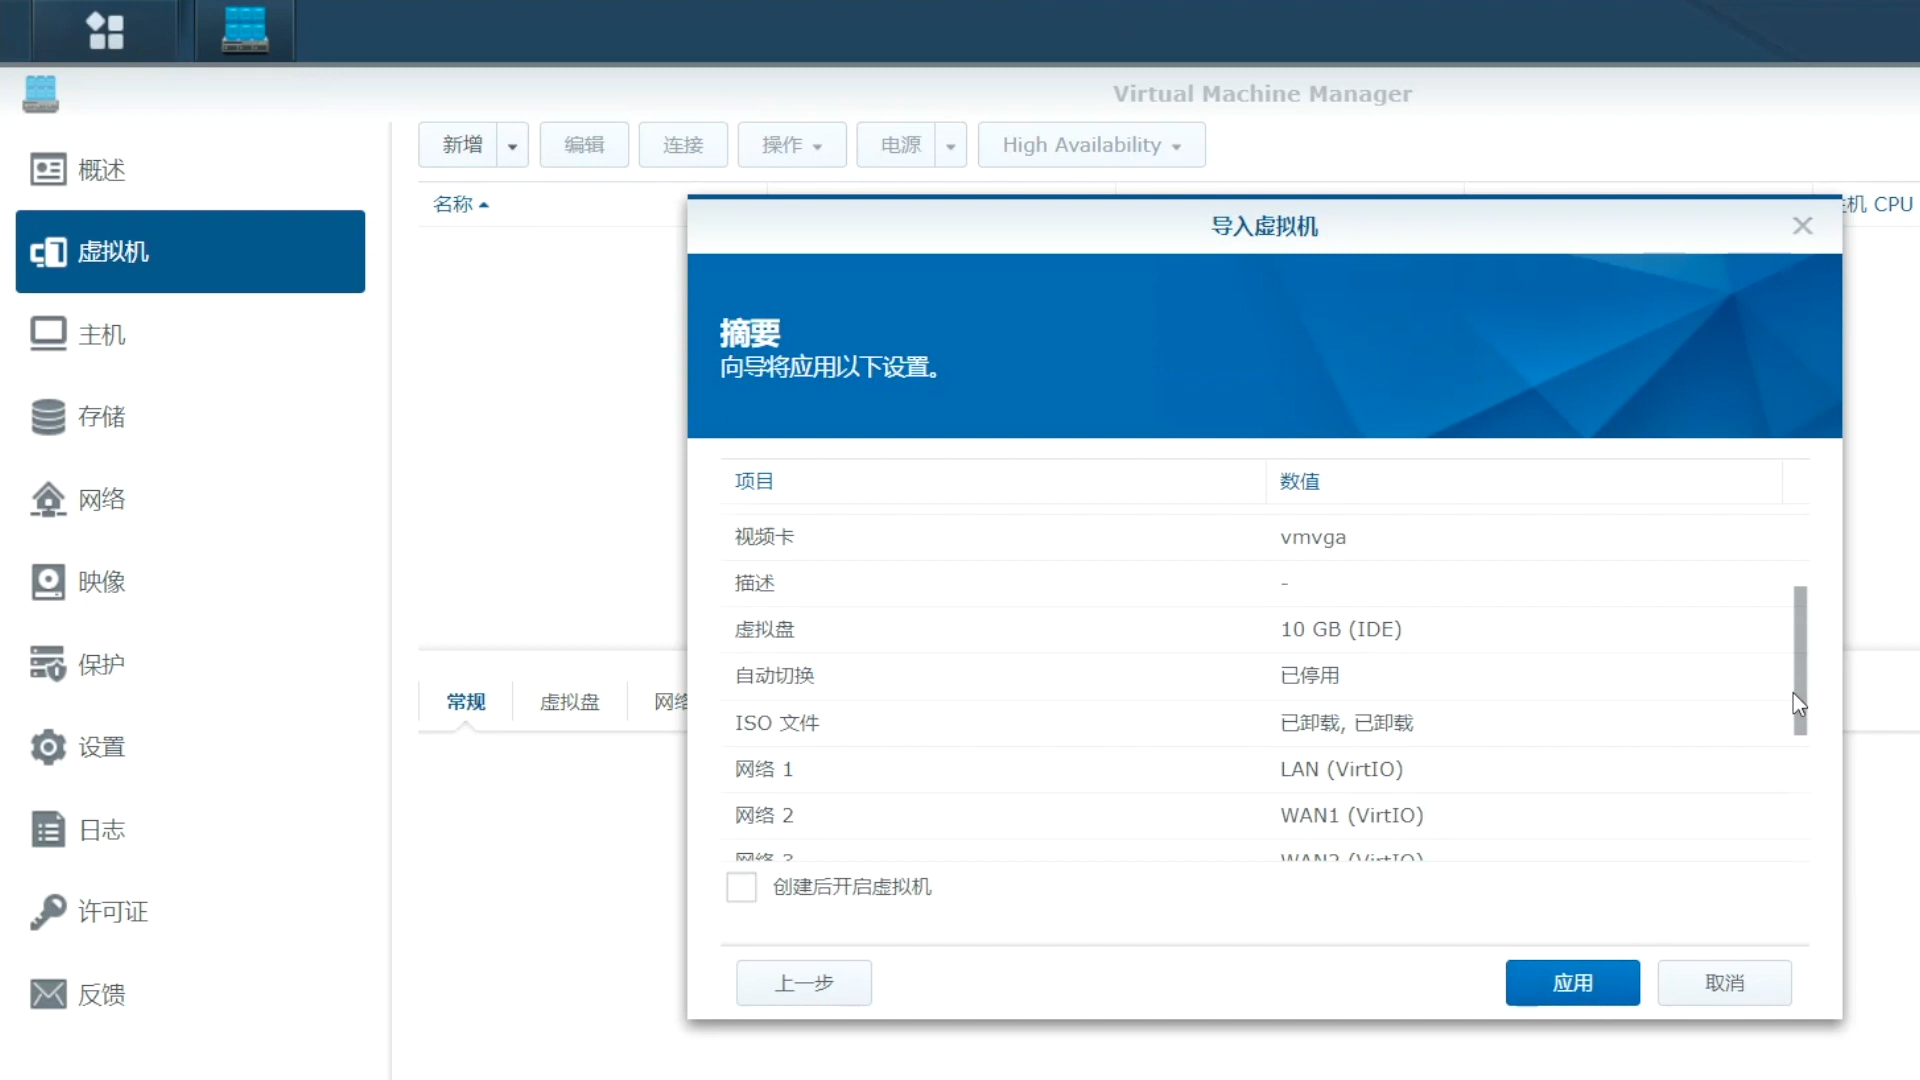 Virtual Machine Manager
概述
虚拟机
主机
存储
网络
映像
保护
设置
日志
许可证
反馈
新增
编辑
连接
操作
电源
High Availability
名称
机 CPU
常规
虚拟盘
网络
导入虚拟机
摘要
向导将应用以下设置。
项目 数值
视频卡 vmvga
描述 -
虚拟盘 10 GB (IDE)
自动切换 已停用
ISO 文件 已卸载, 已卸载
网络 1 LAN (VirtIO)
网络 2 WAN1 (VirtIO)
网络 3 WAN2 (VirtIO)
创建后开启虚拟机
上一步
应用
取消